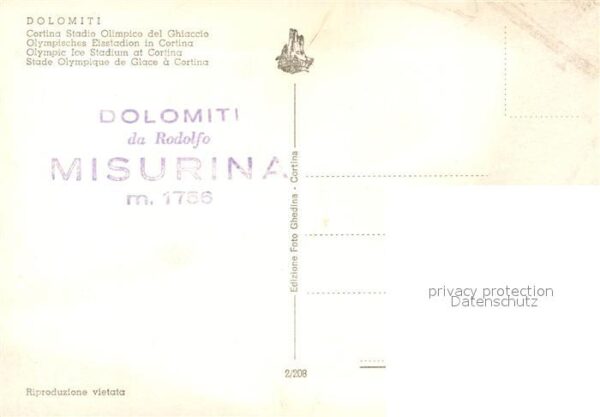 DOLOMITI
Cortina Stadio Olimpico del Ghiaccio
Olympisches Eisstadion in Cortina
Olympic Ice Stadium at Cortina
Stade Olympique de Glace à Cortina
DOLOMITI
da Rodolfo
MISURINA
m. 1756
Edizione Foto Ghedina - Cortina
privacy protection
Datenschutz
2/208
Riproduzione vietata